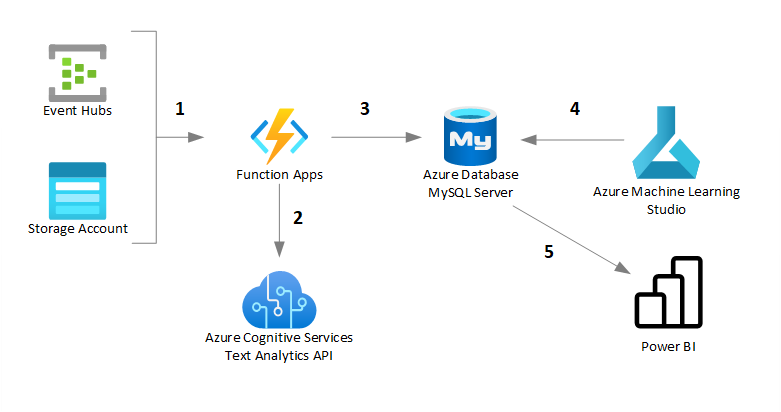 Event Hubs
Storage Account
1
Function Apps
2
Azure Cognitive Services
Text Analytics API
3
My
Azure Database
MySQL Server
4
Azure Machine Learning
Studio
5
Power BI